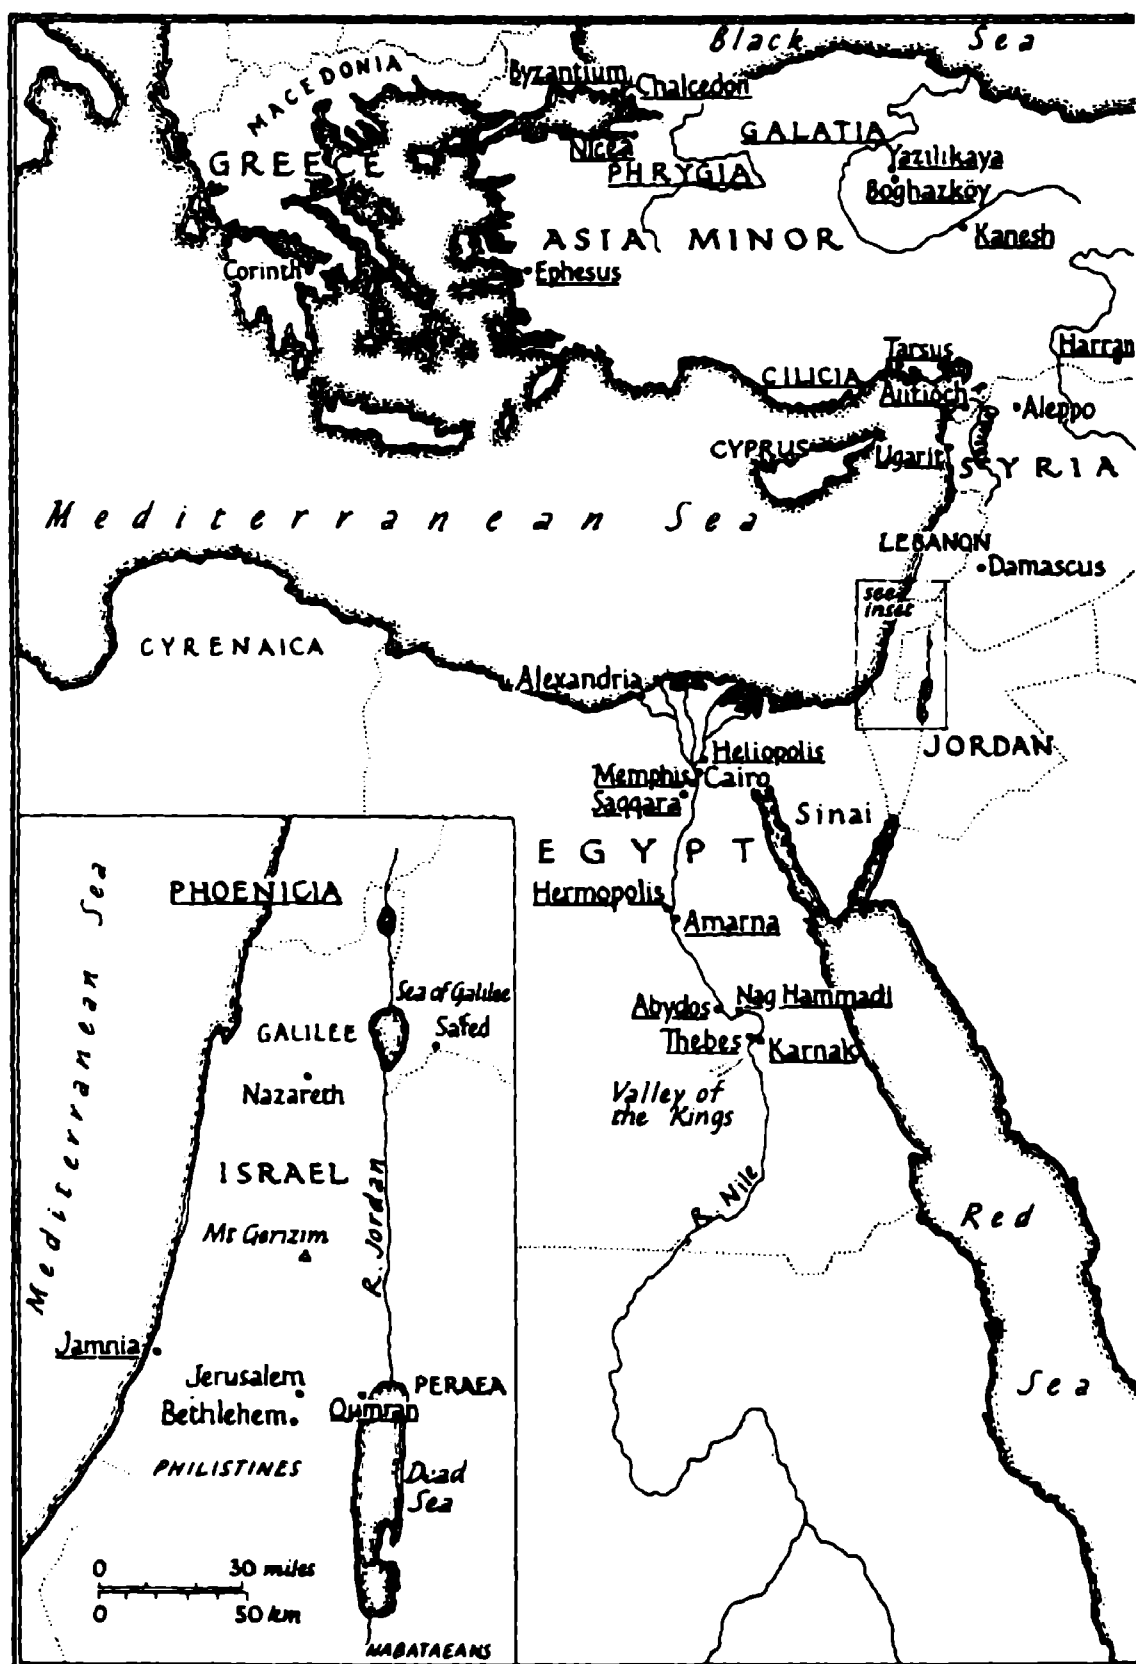 Black Sea
MACEDONIA
Byzantium
Chalcedon
GREECE
Nicea
GALATIA
PHRYGIA
Yazilikaya
Boghazköy
ASIA MINOR
Kanesh
Corinth
Ephesus
Tarsus
Harran
CILICIA
Antioch
Aleppo
CYPRUS
Ugarit
SYRIA
Mediterranean Sea
LEBANON
Damascus
see
inset
CYRENAICA
Alexandria
JORDAN
Heliopolis
Memphis
Cairo
Saqqara
Sinai
EGYPT
Hermopolis
Amarna
Abydos
Nag Hammadi
Thebes
Karnak
Valley of
the Kings
R. Nile
Red
Sea
Mediterranean Sea
PHOENICIA
Sea of Galilee
GALILEE
Safed
Nazareth
ISRAEL
R. Jordan
Mt Gerizim
Jamnia
Jerusalem
PERAEA
Bethlehem
Qumran
PHILISTINES
Dead
Sea
0 30 miles
0 50 km
NABATAEANS